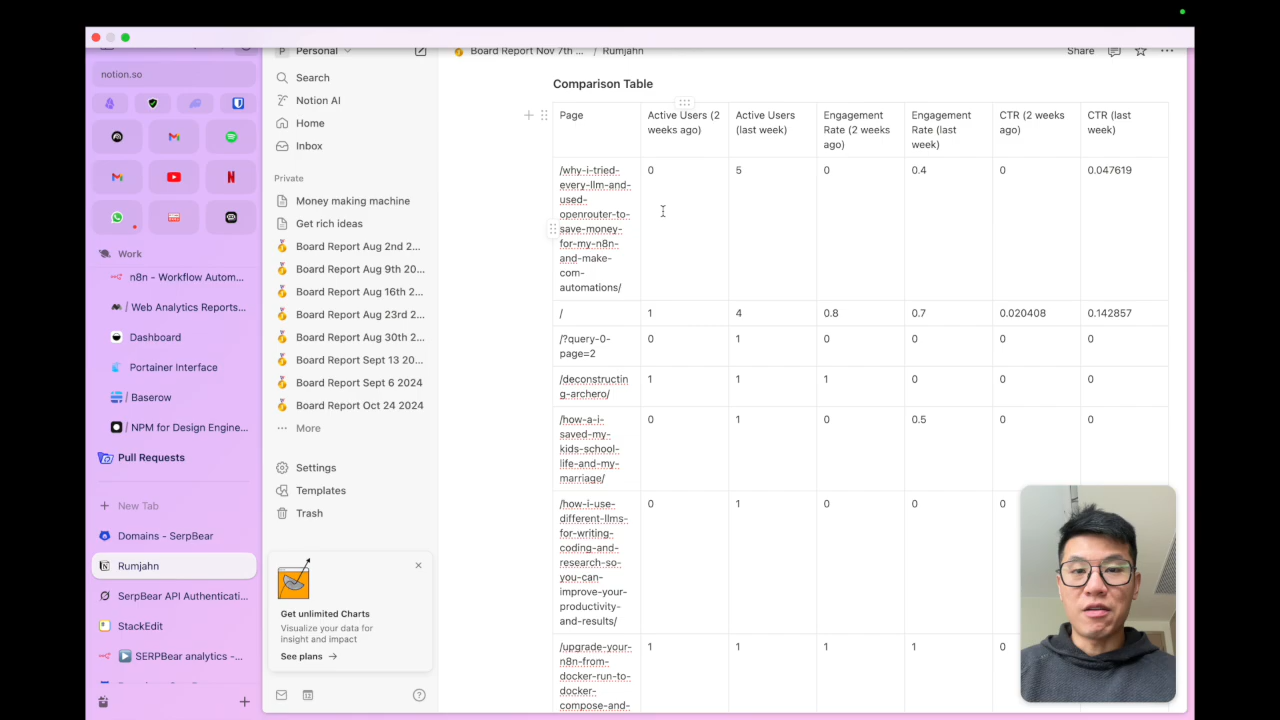 notion.so
Work
n8n - Workflow Autom...
/ Web Analytics Reports...
Dashboard
Portainer Interface
/ Baserow
/ NPM for Design Engine...
Pull Requests
New Tab
Domains - SerpBear
Rumjahn
SerpBear API Authenticati...
StackEdit
SERPBear analytics -...
P Personal
Search
Notion AI
Home
Inbox
Private
Money making machine
Get rich ideas
Board Report Aug 2nd 2...
Board Report Aug 9th 20...
Board Report Aug 16th 2...
Board Report Aug 23rd 2...
Board Report Aug 30th 2...
Board Report Sept 13 20...
Board Report Sept 6 2024
Board Report Oct 24 2024
More
Settings
Templates
Trash
Get unlimited Charts
Visualize your data for
insight and impact
See plans →
Board Report Nov 7th ... / Rumjahn
Share
Comparison Table
Page
Active Users (2
weeks ago)
Active Users
(last week)
Engagement
Rate (2 weeks
ago)
Engagement
Rate (last
week)
CTR (2 weeks
ago)
CTR (last
week)
/why-i-tried-
every-llm-and-
used-
openrouter-to-
save-money-
for-my-n8n-
and-make-
com-
automations/
0
5
0
0.4
0
0.047619
/
1
4
0.8
0.7
0.020408
0.142857
/?query-0-
page=2
0
1
0
0
0
0
/deconstructin
g-archero/
1
1
1
0
0
0
/how-a-i-
saved-my-
kids-school-
life-and-my-
marriage/
0
1
0
0.5
0
0
/how-i-use-
different-llms-
for-writing-
coding-and-
research-so-
you-can-
improve-your-
productivity-
and-results/
0
1
0
0
0
/upgrade-your-
n8n-from-
docker-run-to-
docker-
compose-and-
1
1
1
1
0